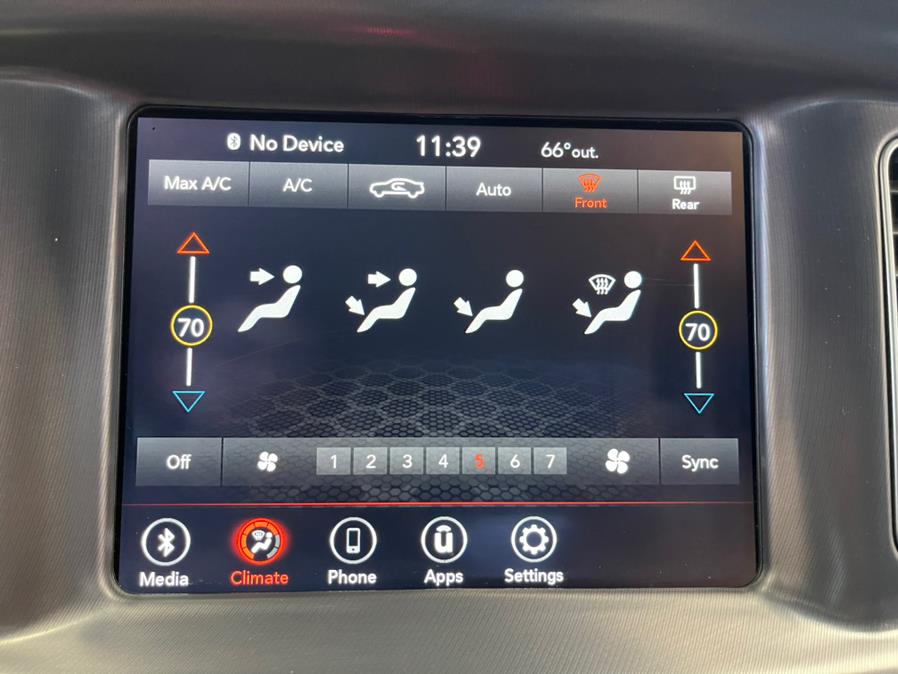 No Device 11:39 66° out.
Max A/C A/C Auto Front Rear
70 70
Off 1 2 3 4 5 6 7 Sync
Media Climate Phone Apps Settings